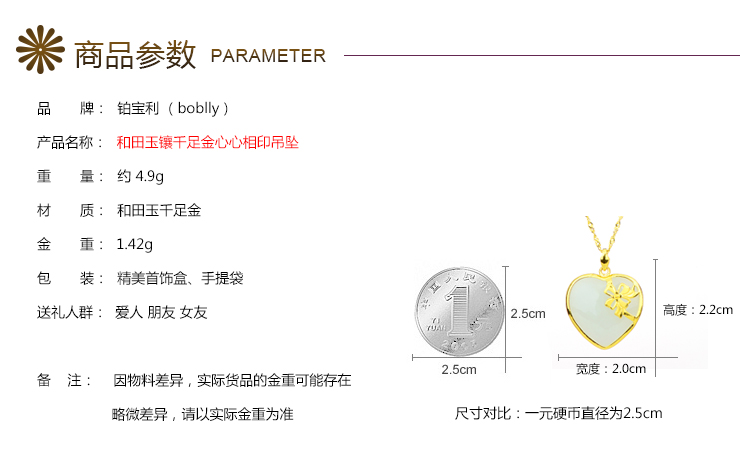 商品参数 PARAMETER
品 牌： 铂宝利（boblly）
产品名称： 和田玉镶千足金心心相印吊坠
重 量： 约 4.9g
材 质： 和田玉千足金
金 重： 1.42g
包 装： 精美首饰盒、手提袋
送礼人群： 爱人 朋友 女友
备 注： 因物料差异，实际货品的金重可能存在
略微差异，请以实际金重为准
1
YI
YUAN
2.5cm
2.5cm
高度：2.2cm
宽度：2.0cm
尺寸对比：一元硬币直径为2.5cm